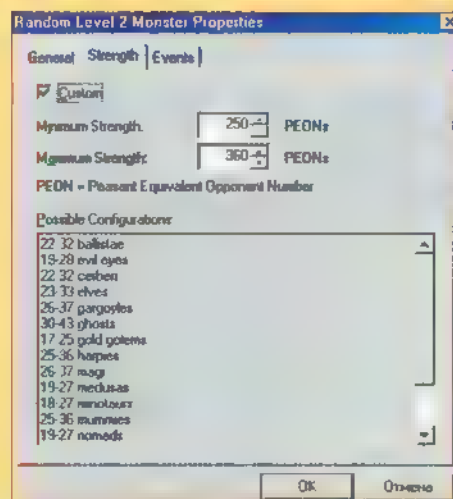 Random Level 2 Monster Properties
General Strength Events
Custom
Minimum Strength: 250 PEONs
Maximum Strength: 360 PEONs
PEON = Peasant Equivalent Opponent Number
Possible Configurations
22-32 ballistae
19-28 evil eyes
22-32 cerberi
23-33 elves
26-37 gargoyles
30-43 ghosts
17-25 gold golems
25-36 harpies
26-37 magi
19-27 medusas
18-27 minotaurs
25-36 mummies
19-27 nomads
OK Отмена